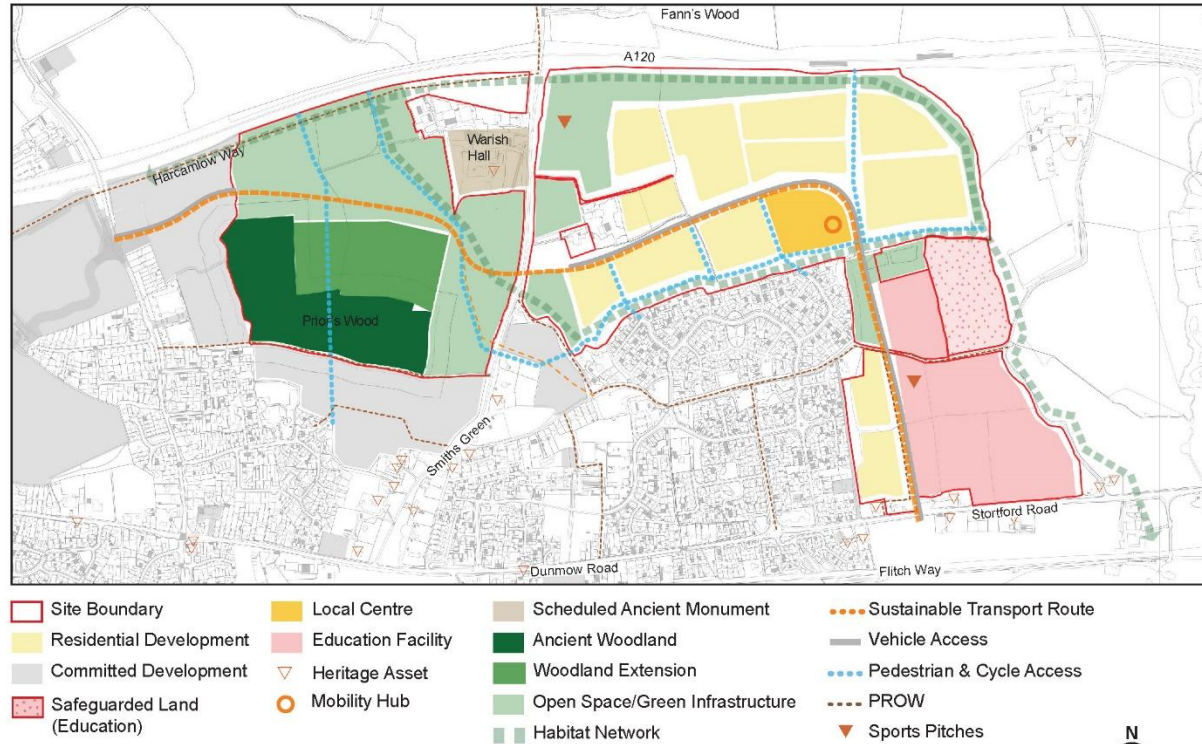 Fann's Wood
A120
Warish
Hall
Harcamlow Way
Prior's Wood
Smiths Green
Stortford Road
Dunmow Road
Flitch Way
Site Boundary
Residential Development
Committed Development
Safeguarded Land
(Education)
Local Centre
Education Facility
Heritage Asset
Mobility Hub
Scheduled Ancient Monument
Ancient Woodland
Woodland Extension
Open Space/Green Infrastructure
Habitat Network
Sustainable Transport Route
Vehicle Access
Pedestrian & Cycle Access
PROW
Sports Pitches
N